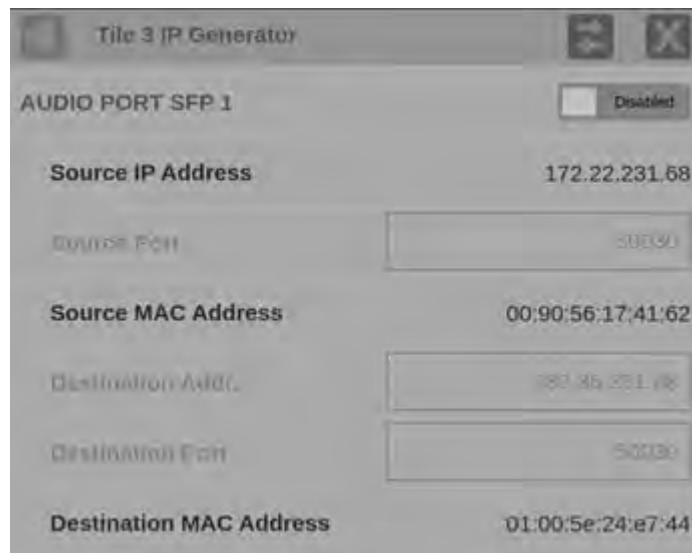 Tile 3 IP Generator
AUDIO PORT SFP 1
Disabled
Source IP Address
172.22.231.68
Source Port
50030
Source MAC Address
00:90:56:17:41:62
Destination Addr.
Destination Port
50030
Destination MAC Address
01:00:5e:24:e7:44